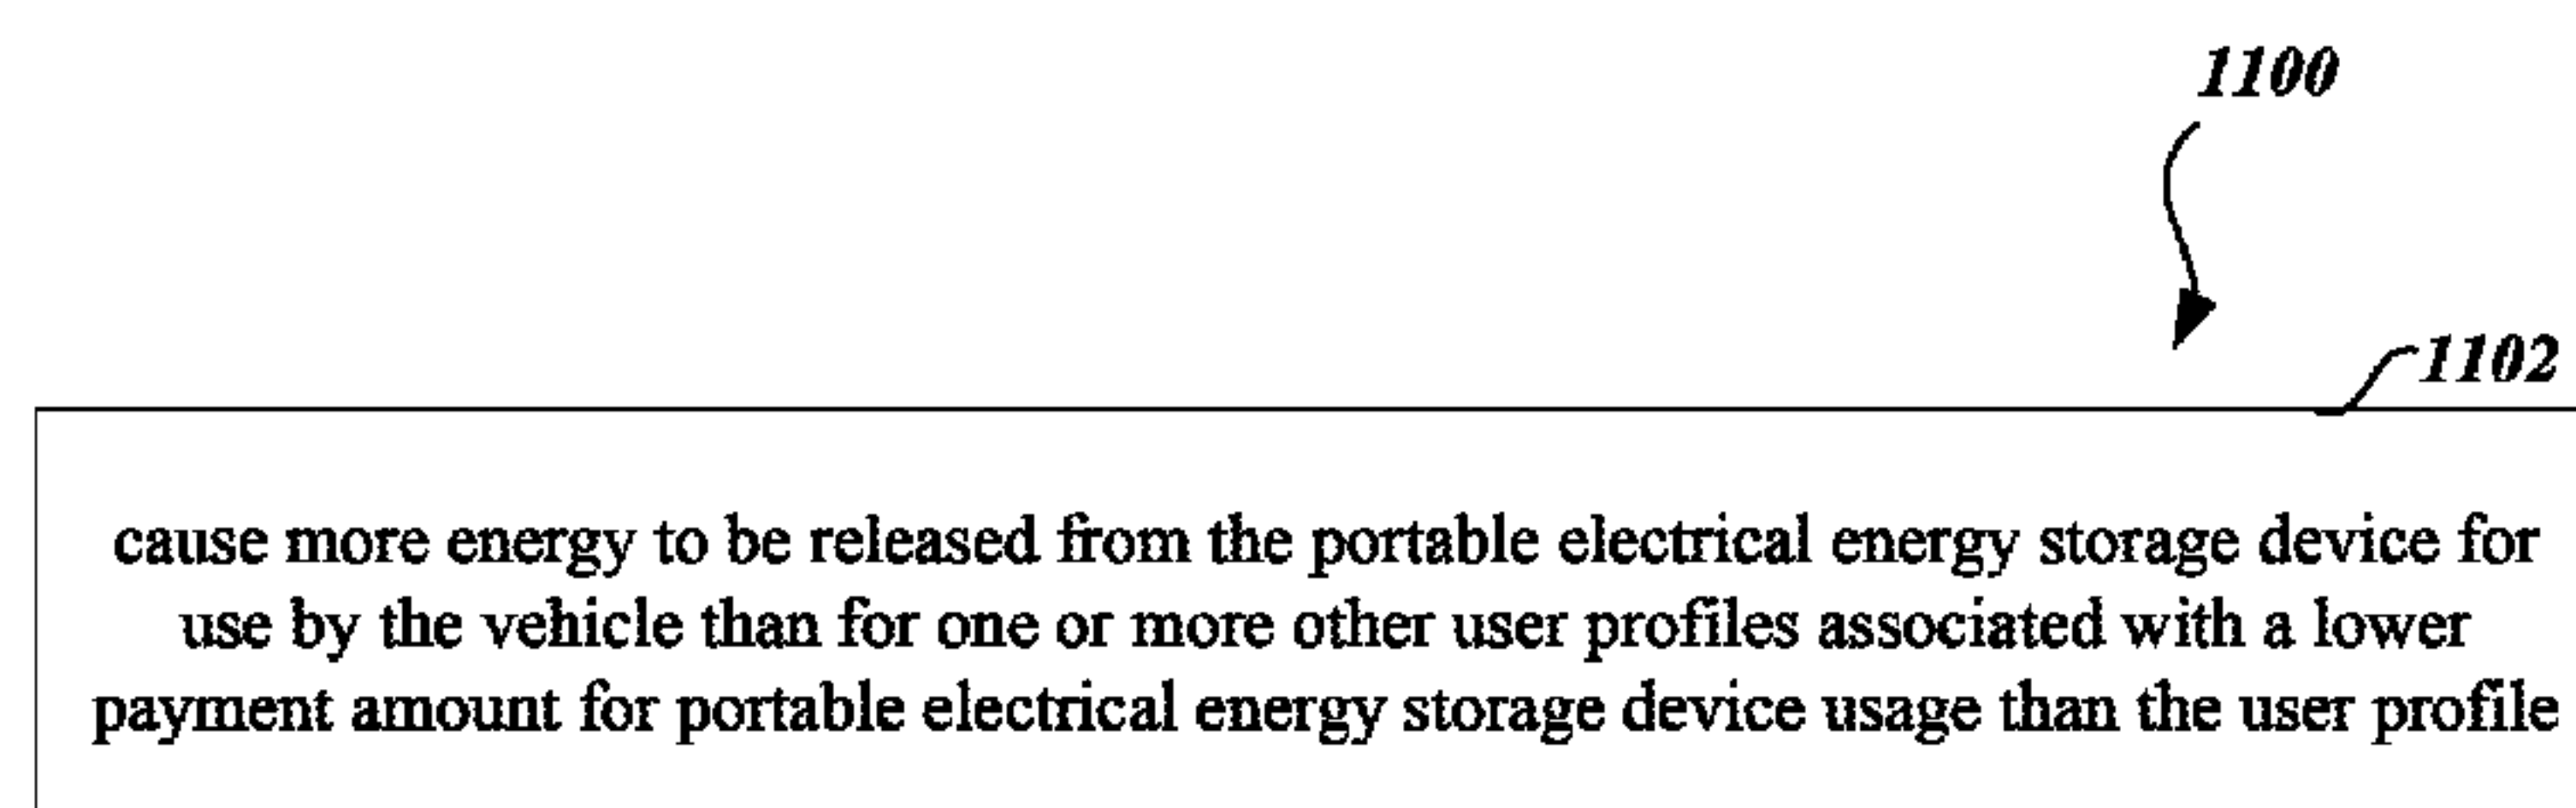 1100
1102
cause more energy to be released from the portable electrical energy storage device for
use by the vehicle than for one or more other user profiles associated with a lower
payment amount for portable electrical energy storage device usage than the user profile